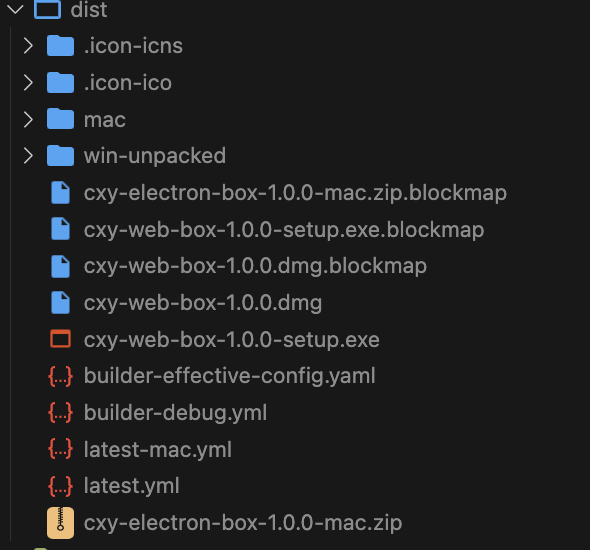 dist
.icon-icns
.icon-ico
mac
win-unpacked
cxy-electron-box-1.0.0-mac.zip.blockmap
cxy-web-box-1.0.0-setup.exe.blockmap
cxy-web-box-1.0.0.dmg.blockmap
cxy-web-box-1.0.0.dmg
cxy-web-box-1.0.0-setup.exe
{...} builder-effective-config.yaml
{...} builder-debug.yml
{...} latest-mac.yml
{...} latest.yml
cxy-electron-box-1.0.0-mac.zip